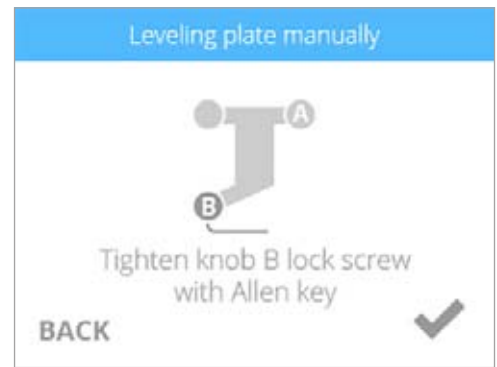 Leveling plate manually
A
B
Tighten knob B lock screw
with Allen key
BACK